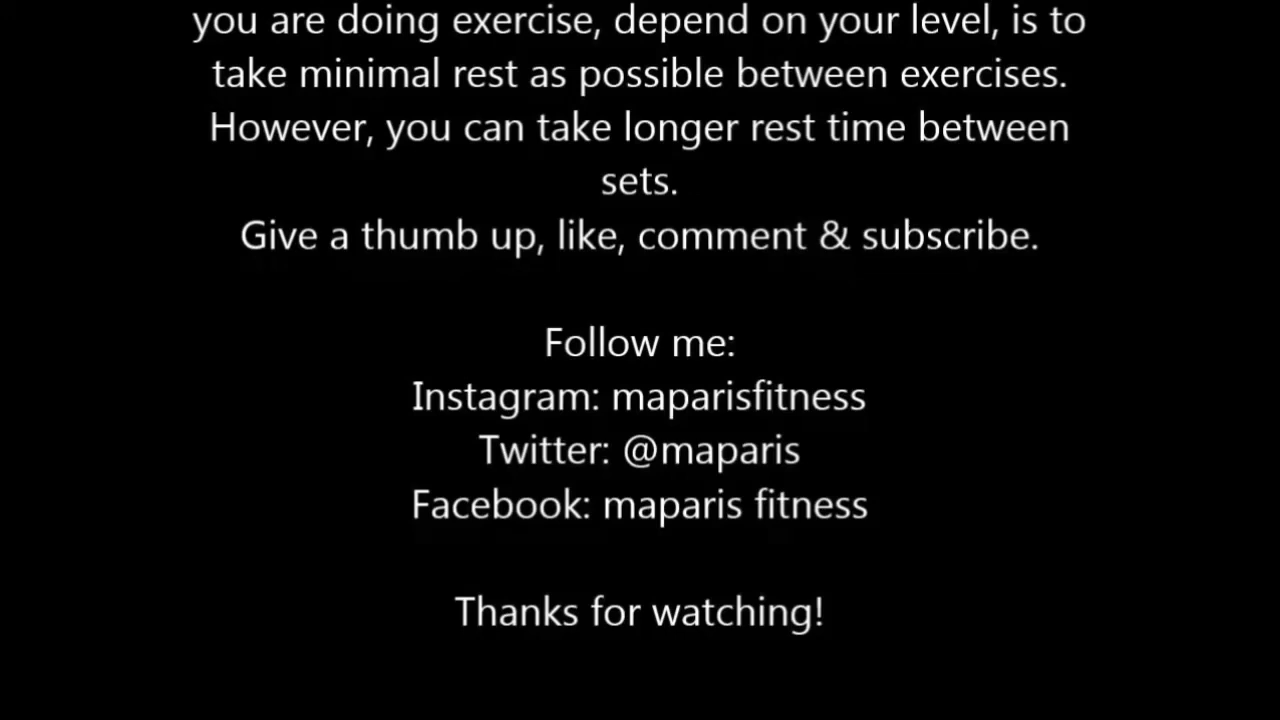 you are doing exercise, depend on your level, is to
take minimal rest as possible between exercises.
However, you can take longer rest time between
sets.
Give a thumb up, like, comment & subscribe.
Follow me:
Instagram: maparisfitness
Twitter: @maparis
Facebook: maparis fitness
Thanks for watching!